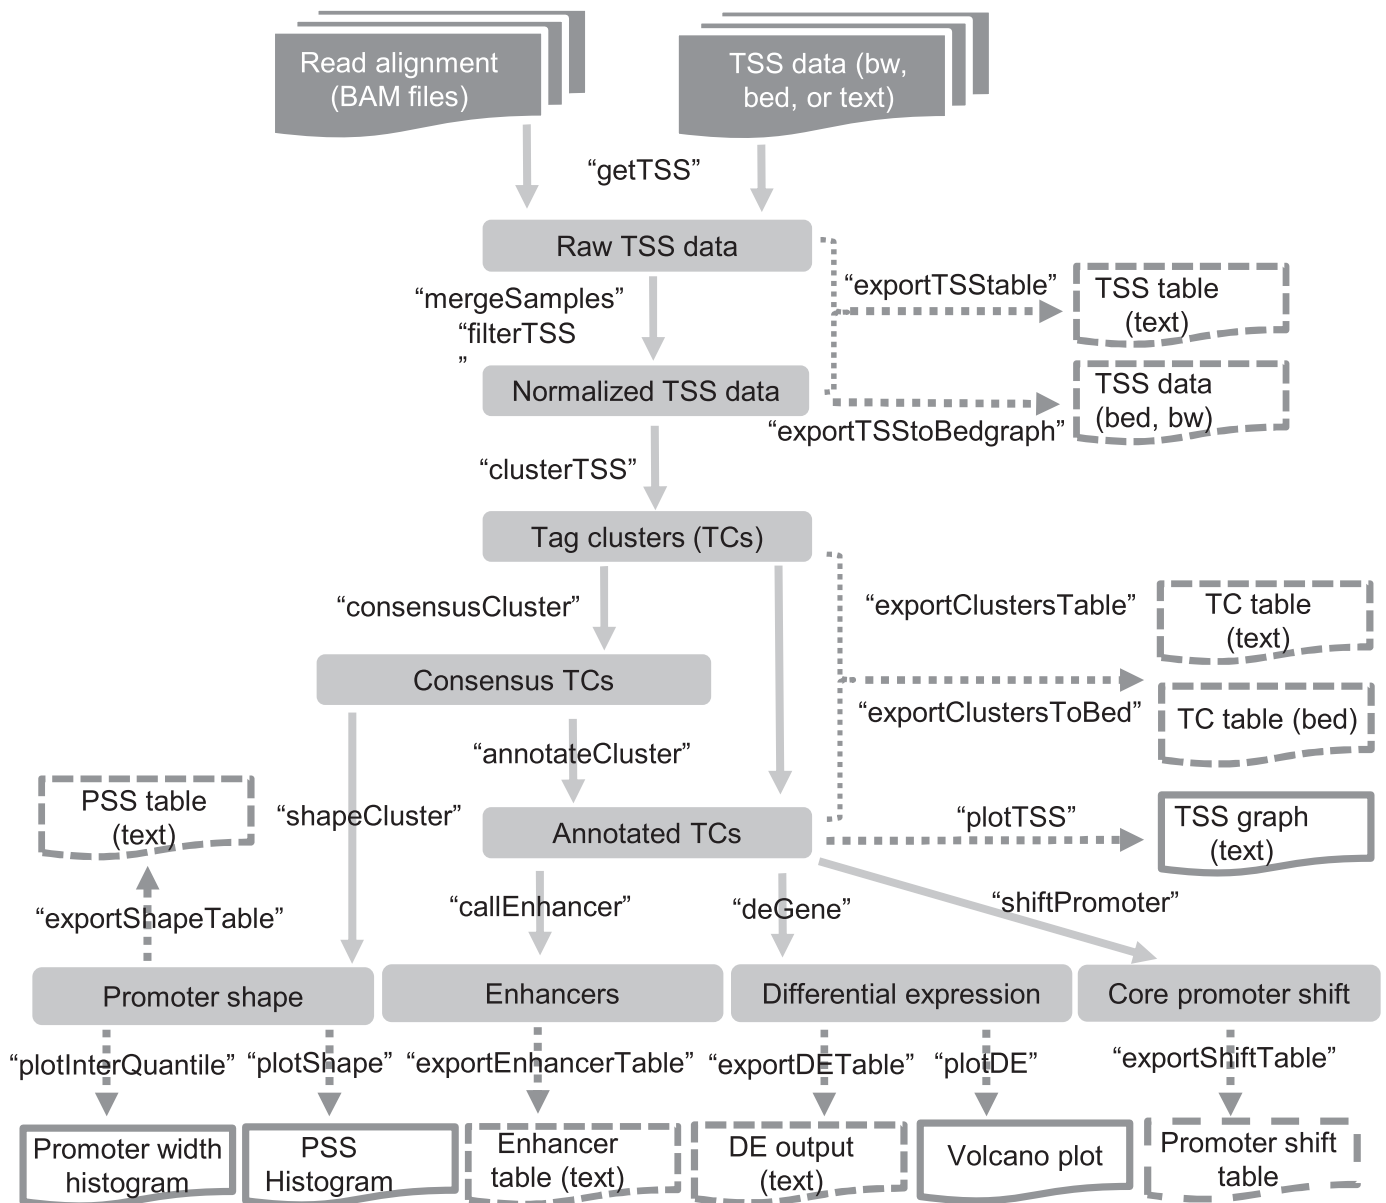 Read alignment
(BAM files)
TSS data (bw,
bed, or text)
“getTSS”
Raw TSS data
“mergeSamples”
“filterTSS
”
“exportTSStable”
TSS table
(text)
Normalized TSS data
“exportTSStoBedgraph”
TSS data
(bed, bw)
“clusterTSS”
Tag clusters (TCs)
“consensusCluster”
“exportClustersTable”
TC table
(text)
Consensus TCs
“exportClustersToBed”
TC table (bed)
“annotateCluster”
PSS table
(text)
“shapeCluster”
Annotated TCs
“plotTSS”
TSS graph
(text)
“exportShapeTable”
“callEnhancer”
“deGene”
“shiftPromoter”
Promoter shape
Enhancers
Differential expression
Core promoter shift
“plotInterQuantile”
“plotShape”
“exportEnhancerTable”
“exportDETable”
“plotDE”
“exportShiftTable”
Promoter width
histogram
PSS
Histogram
Enhancer
table (text)
DE output
(text)
Volcano plot
Promoter shift
table